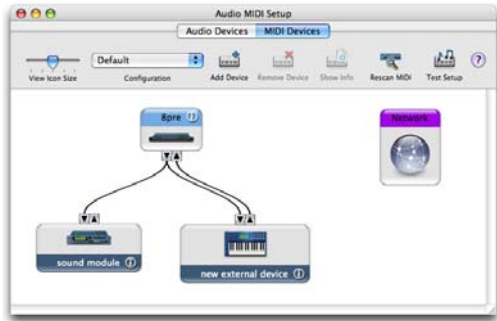 Audio MIDI Setup
Audio Devices MIDI Devices
Default
View Icon Size Configuration Add Device Remove Device Show Info Rescan MIDI Test Setup ?
8pre i
Network
sound module i
new external device i